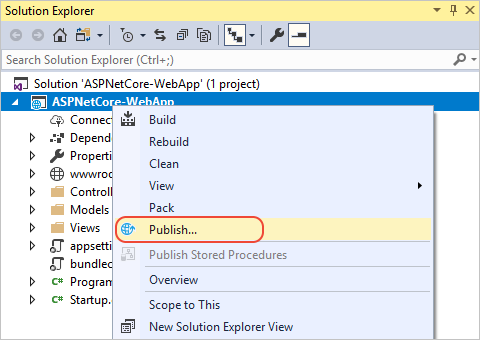 Solution Explorer
Search Solution Explorer (Ctrl+;)
Solution 'ASPNetCore-WebApp' (1 project)
ASPNetCore-WebApp
Connec
Depend
Properti
wwwroo
Controll
Models
Views
appsetti
bundlec
C# Program
C# Startup.
Build
Rebuild
Clean
View
Pack
Publish...
Publish Stored Procedures
Overview
Scope to This
New Solution Explorer View